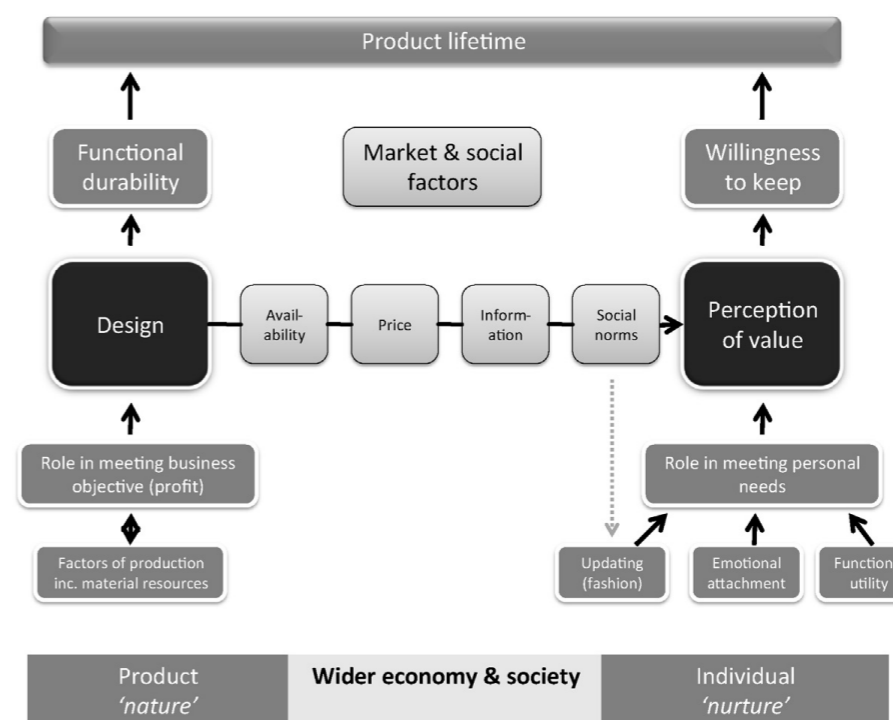 Product lifetime
Functional
durability
Market & social
factors
Willingness
to keep
Design
Avail-
ability
Price
Inform-
ation
Social
norms
Perception
of value
Role in meeting business
objective (profit)
Role in meeting personal
needs
Factors of production
inc. material resources
Updating
(fashion)
Emotional
attachment
Function
utility
Product
'nature'
Wider economy & society
Individual
'nurture'